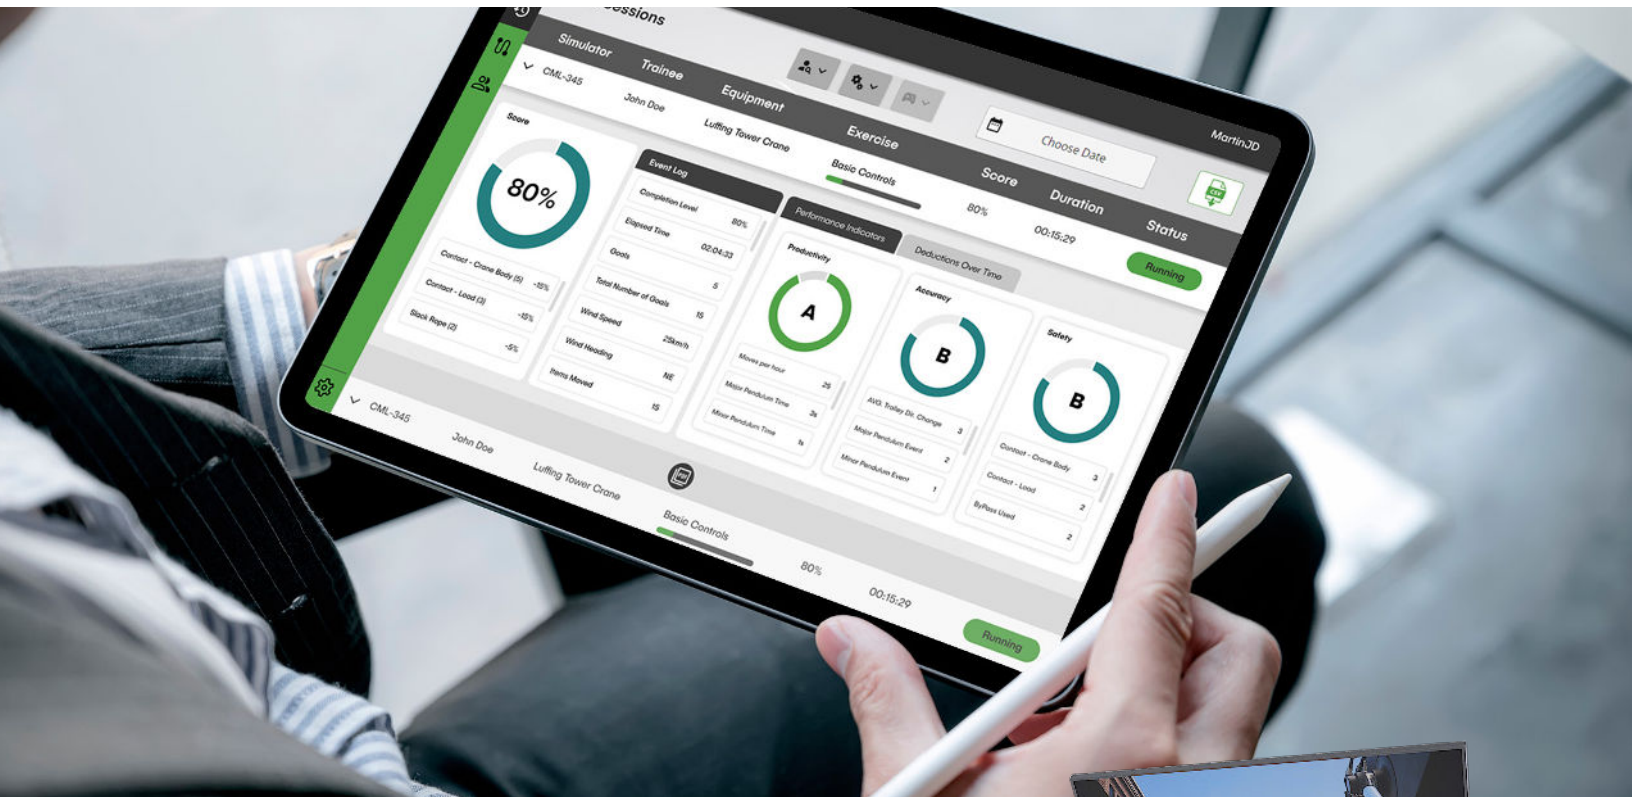 MartinJD
Choose Date
CSV
Simulator Trainee Equipment Exercise Score Duration Status
CML-345 John Doe Luffing Tower Crane Basic Controls 80% 00:15:29 Running
Score
80%
Contact - Crane Body (5) -15%
Contact - Load (3) -15%
Slack Rope (2) -5%
Event Log
Completion Level 80%
Elapsed Time 02:04:33
Goals 5
Total Number of Goals 15
Wind Speed 25km/h
Wind Heading NE
Items Moved 15
Performance Indicators
Deductions Over Time
Productivity
A
Moves per hour 25
Major Pendulum Time 3s
Minor Pendulum Time 1s
Accuracy
B
AVG. Trolley Dir. Change 3
Major Pendulum Event 2
Minor Pendulum Event 1
Safety
B
Contact - Crane Body 3
Contact - Load 2
ByPass Used 2
PDF
CML-345 John Doe Luffing Tower Crane Basic Controls 80% 00:15:29 Running